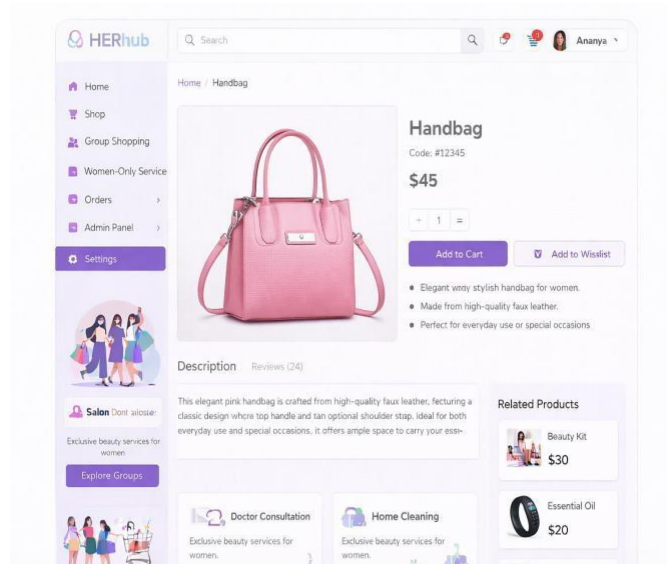 HERhub
Search
Ananya
Home
Shop
Group Shopping
Women-Only Service
Orders
Admin Panel
Settings
Salon
Exclusive beauty services for
women
Explore Groups
Home / Handbag
Handbag
Code: #12345
$45
1
Add to Cart
Add to Wisslist
Elegant way stylish handbag for women.
Made from high-quality faux leather.
Perfect for everyday use or special occasions
Description
Reviews (24)
This elegant pink handbag is crafted from high-quality faux leather, fecturing a
classic design whcre top handle and tan optional shoulder stap. Ideal for both
everyday use and special occasions, it offers ample space to carry your
Doctor Consultation
Exclusive beauty services for
women.
Home Cleaning
Exclusive beauty services for
women.
Related Products
Beauty Kit
$30
Essential Oil
$20